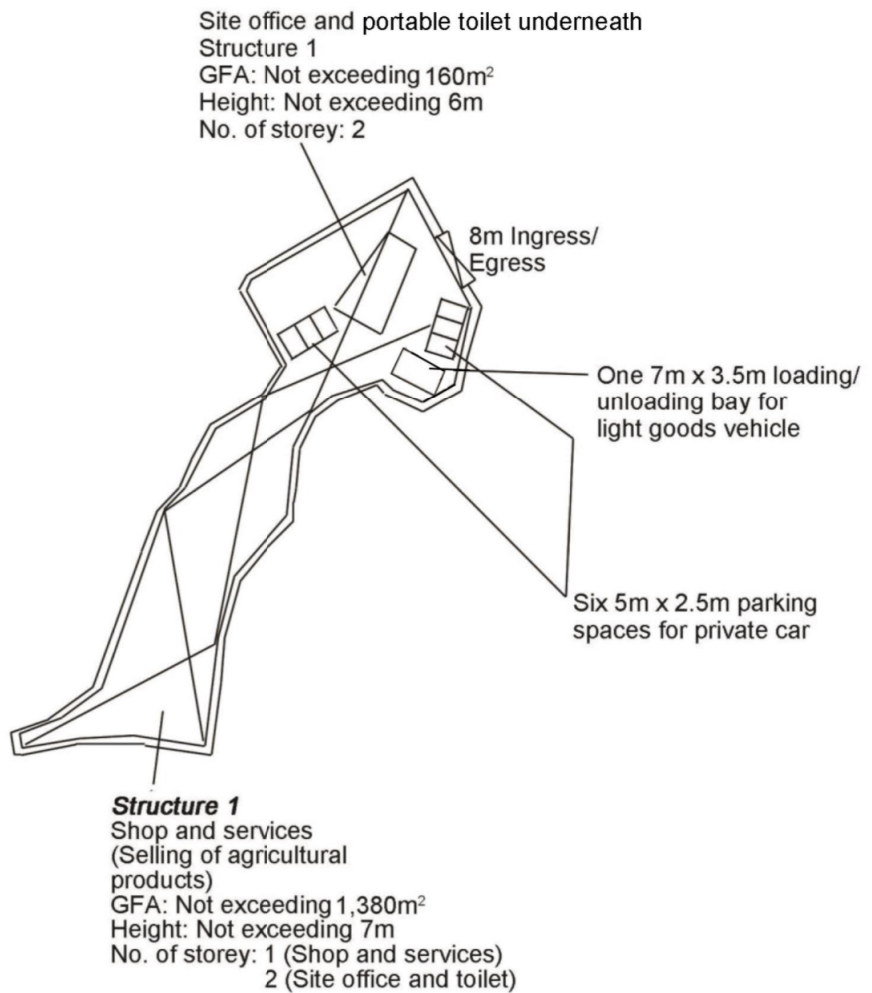 Site office and portable toilet underneath
Structure 1
GFA: Not exceeding 160m²
Height: Not exceeding 6m
No. of storey: 2
8m Ingress/
Egress
One 7m x 3.5m loading/
unloading bay for
light goods vehicle
Six 5m x 2.5m parking
spaces for private car
Structure 1
Shop and services
(Selling of agricultural
products)
GFA: Not exceeding 1,380m²
Height: Not exceeding 7m
No. of storey: 1 (Shop and services)
2 (Site office and toilet)